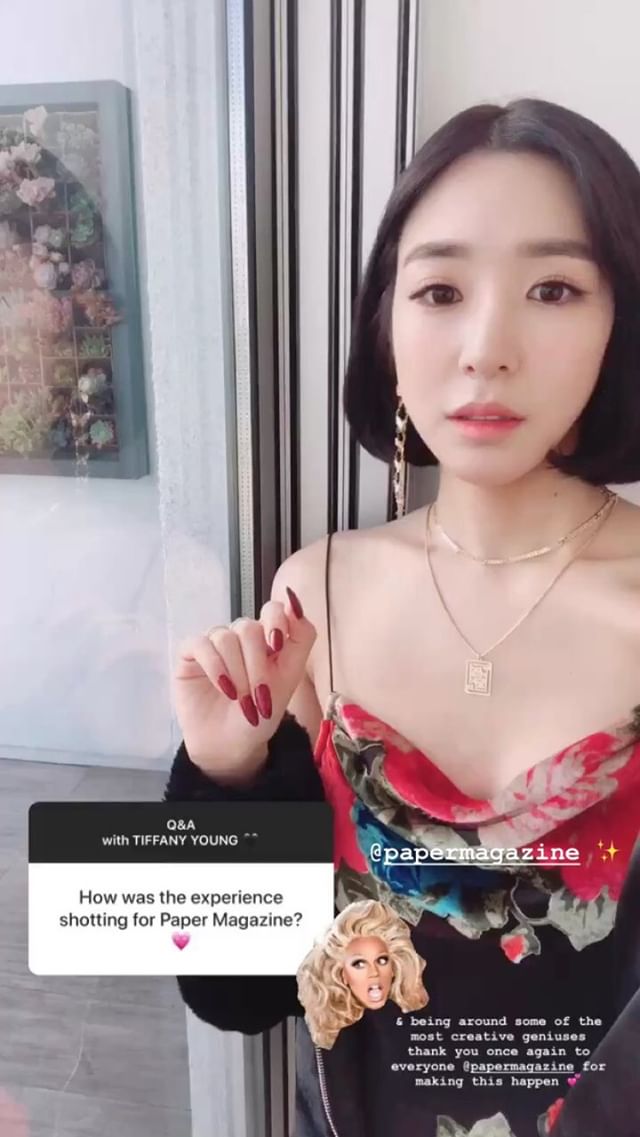 Q&A
with TIFFANY YOUNG 🖤
How was the experience
shotting for Paper Magazine?
💗
@papermagazine ✨
& being around some of the
most creative geniuses
thank you once again to
everyone @papermagazine for
making this happen 💕